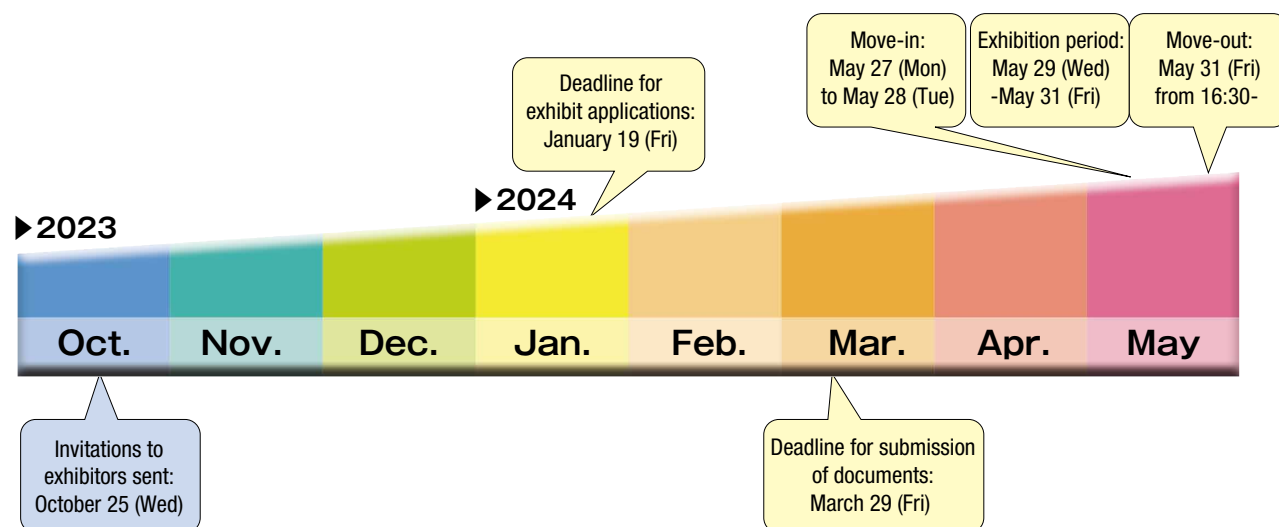 Move-in:
May 27 (Mon)
to May 28 (Tue)
Exhibition period:
May 29 (Wed)
-May 31 (Fri)
Move-out:
May 31 (Fri)
from 16:30-
Deadline for
exhibit applications:
January 19 (Fri)
▶2024
▶2023
Oct.
Nov.
Dec.
Jan.
Feb.
Mar.
Apr.
May
Invitations to
exhibitors sent:
October 25 (Wed)
Deadline for submission
of documents:
March 29 (Fri)